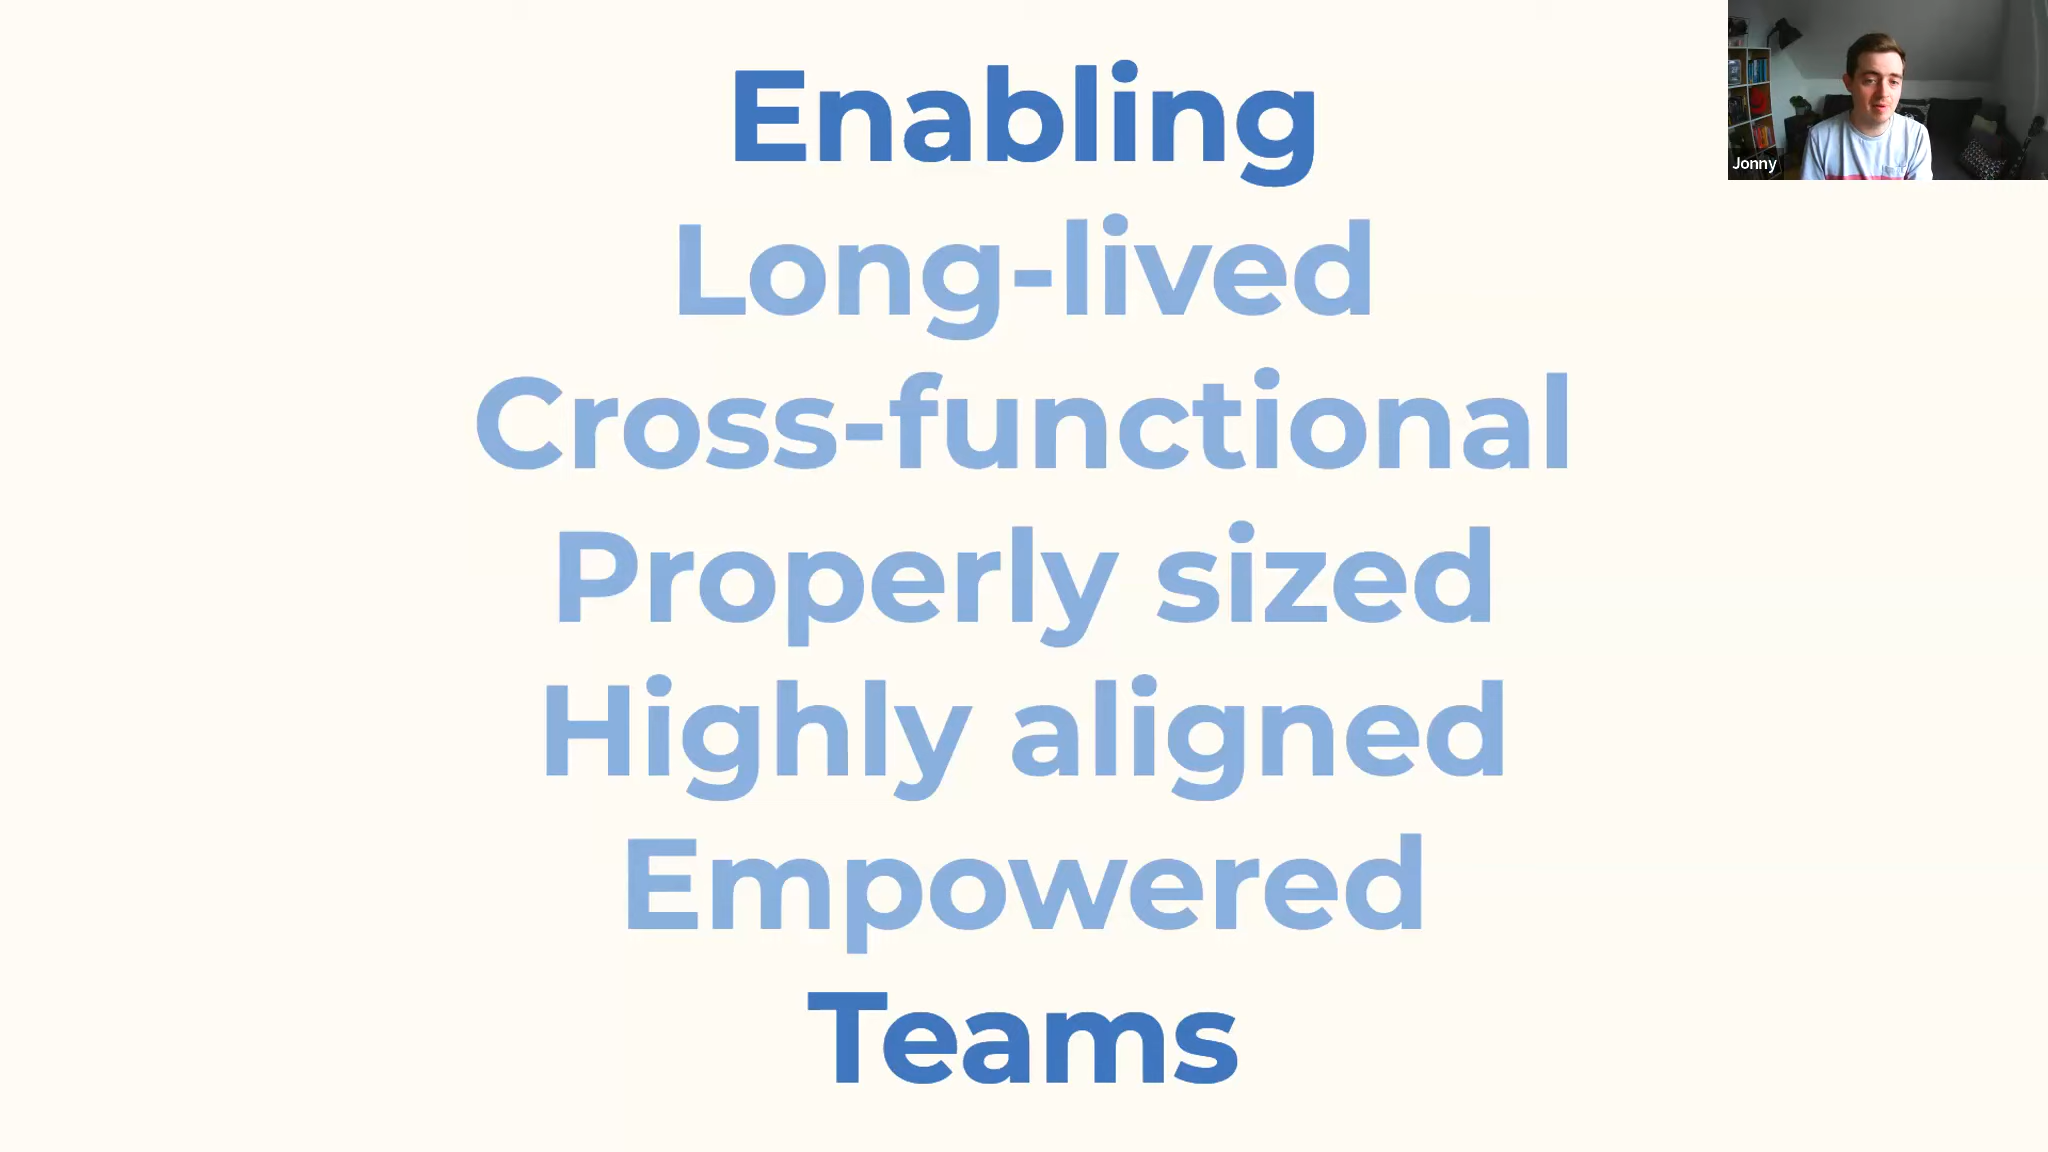 Enabling
Long-lived
Cross-functional
Properly sized
Highly aligned
Empowered
Teams
Jonny